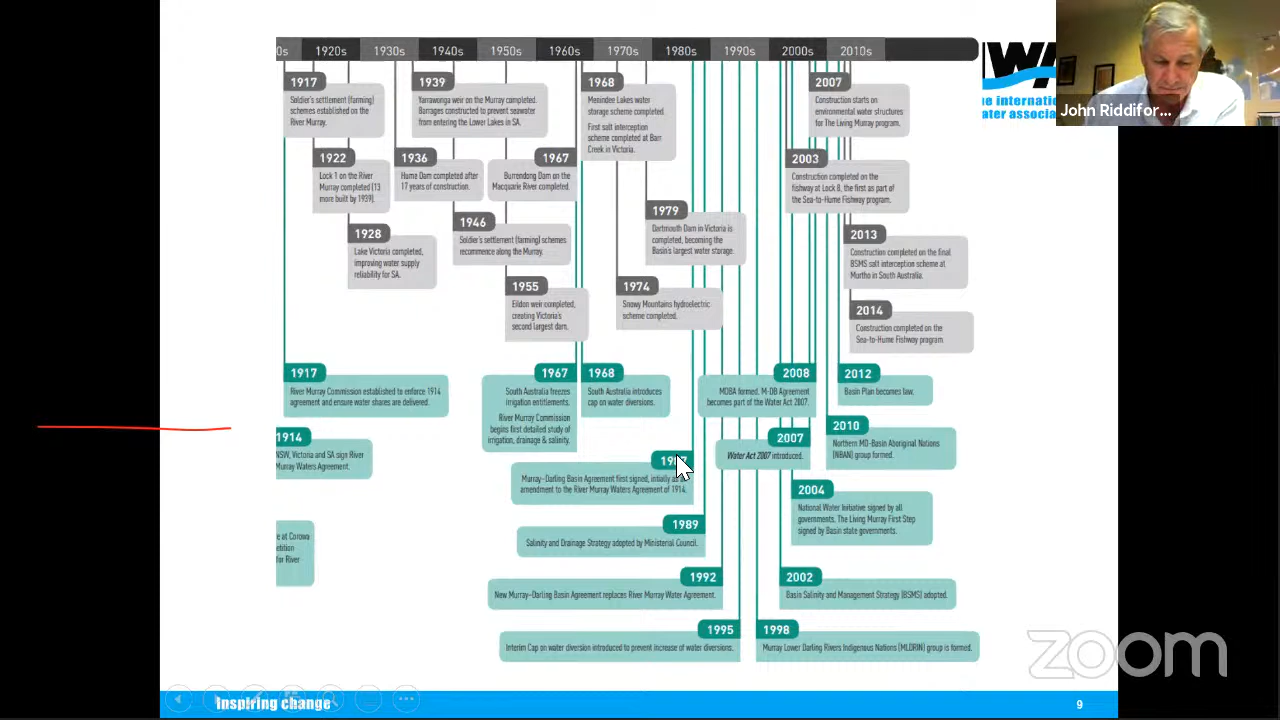 0s 1920s 1930s 1940s 1950s 1960s 1970s 1980s 1990s 2000s 2010s
1917
Soldier's settlement (farming)
schemes established on the
River Murray.
1939
Yarrawonga weir on the Murray completed.
Barrages constructed to prevent seawater
from entering the Lower Lakes in SA.
1968
Menindee Lakes water
storage scheme completed.
First salt interception
scheme completed at Barr
Creek in Victoria.
2007
Construction starts on
environmental water structures
for The Living Murray program.
1922
Lock 1 on the River
Murray completed (13
more built by 1939).
1936
Hume Dam completed after
17 years of construction.
1967
Burrendong Dam on the
Macquarie River completed.
2003
Construction completed on the
fishway at Lock 8, the first as part of
the Sea-to-Hume Fishway program.
1928
Lake Victoria completed,
improving water supply
reliability for SA.
1946
Soldier's settlement (farming) schemes
recommence along the Murray.
1979
Dartmouth Dam in Victoria is
completed, becoming the
Basin's largest water storage.
2013
Construction completed on the final
BSMS salt interception scheme at
Murtho in South Australia.
1955
Eildon weir completed,
creating Victoria's
second largest dam.
1974
Snowy Mountains hydroelectric
scheme completed.
2014
Construction completed on the
Sea-to-Hume Fishway program
1917
River Murray Commission established to enforce 1914
agreement and ensure water shares are delivered.
1967
South Australia freezes
irrigation entitlements.
River Murray Commission
begins first detailed study of
irrigation, drainage & salinity.
1968
South Australia introduces
cap on water diversions.
2008
MDBA formed. M-DB Agreement
becomes part of the Water Act 2007.
2012
Basin Plan becomes law.
1914
NSW, Victoria and SA sign River
Murray Waters Agreement.
2007
Water Act 2007 introduced.
2010
Northern MD-Basin Aboriginal Nations
(NBAN) group formed.
Murray–Darling Basin Agreement first signed, initially as
amendment to the River Murray Waters Agreement of 1914.
2004
National Water Initiative signed by all
governments. The Living Murray First Step
signed by Basin state governments.
e at Corowa
etition
for River
1989
Salinity and Drainage Strategy adopted by Ministerial Council.
1992
New Murray–Darling Basin Agreement replaces River Murray Water Agreement.
2002
Basin Salinity and Management Strategy (BSMS) adopted.
1995
Interim Cap on water diversion introduced to prevent increase of water diversions.
1998
Murray Lower Darling Rivers Indigenous Nations (MLDRIN) group is formed.
e internatio
ater associa
John Riddifor...
zoom
inspiring change
9